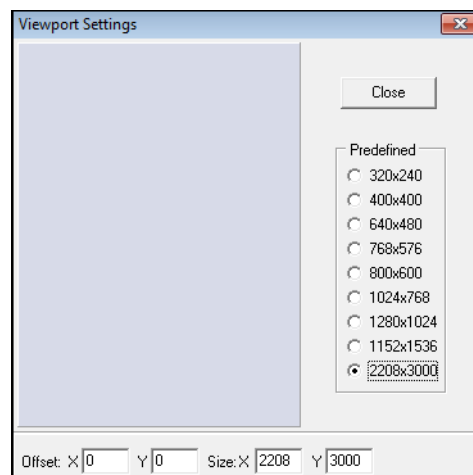 Viewport Settings
Close
Predefined
320x240
400x400
640x480
768x576
800x600
1024x768
1280x1024
1152x1536
2208x3000
Offset: X 0 Y 0 Size: X 2208 Y 3000